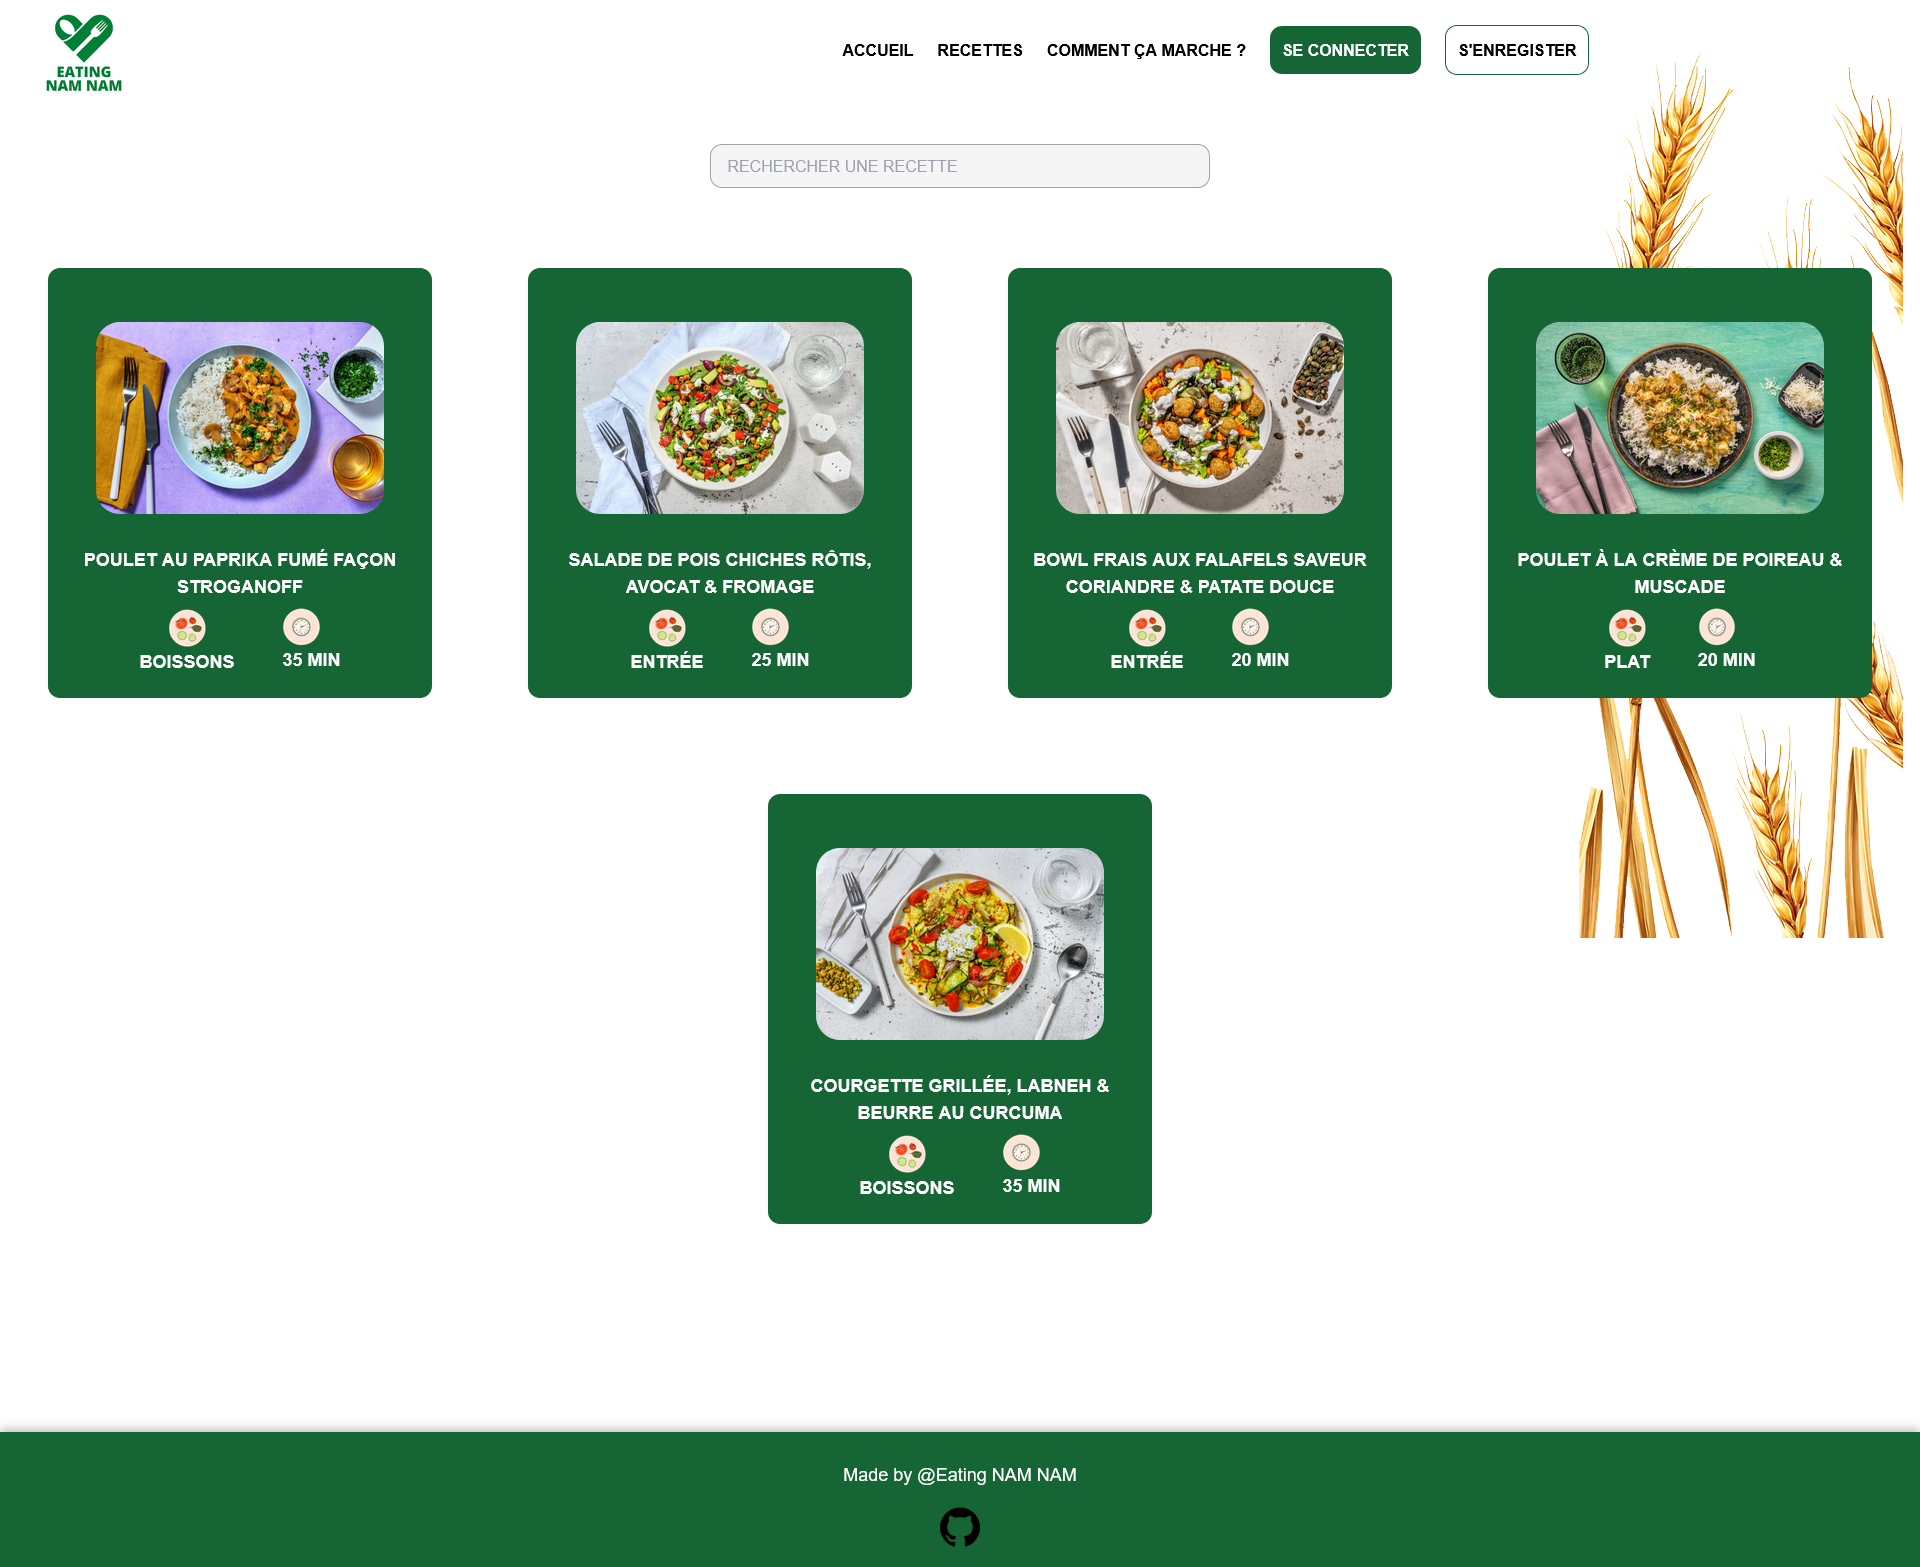 EATING
NAM NAM
ACCUEIL
RECETTES
COMMENT ÇA MARCHE ?
SE CONNECTER
S'ENREGISTER
RECHERCHER UNE RECETTE
POULET AU PAPRIKA FUMÉ FAÇON
STROGANOFF
BOISSONS
35 MIN
SALADE DE POIS CHICHES RÔTIS,
AVOCAT & FROMAGE
ENTRÉE
25 MIN
BOWL FRAIS AUX FALAFELS SAVEUR
CORIANDRE & PATATE DOUCE
ENTRÉE
20 MIN
POULET À LA CRÈME DE POIREAU &
MUSCADE
PLAT
20 MIN
COURGETTE GRILLÉE, LABNEH &
BEURRE AU CURCUMA
BOISSONS
35 MIN
Made by @Eating NAM NAM